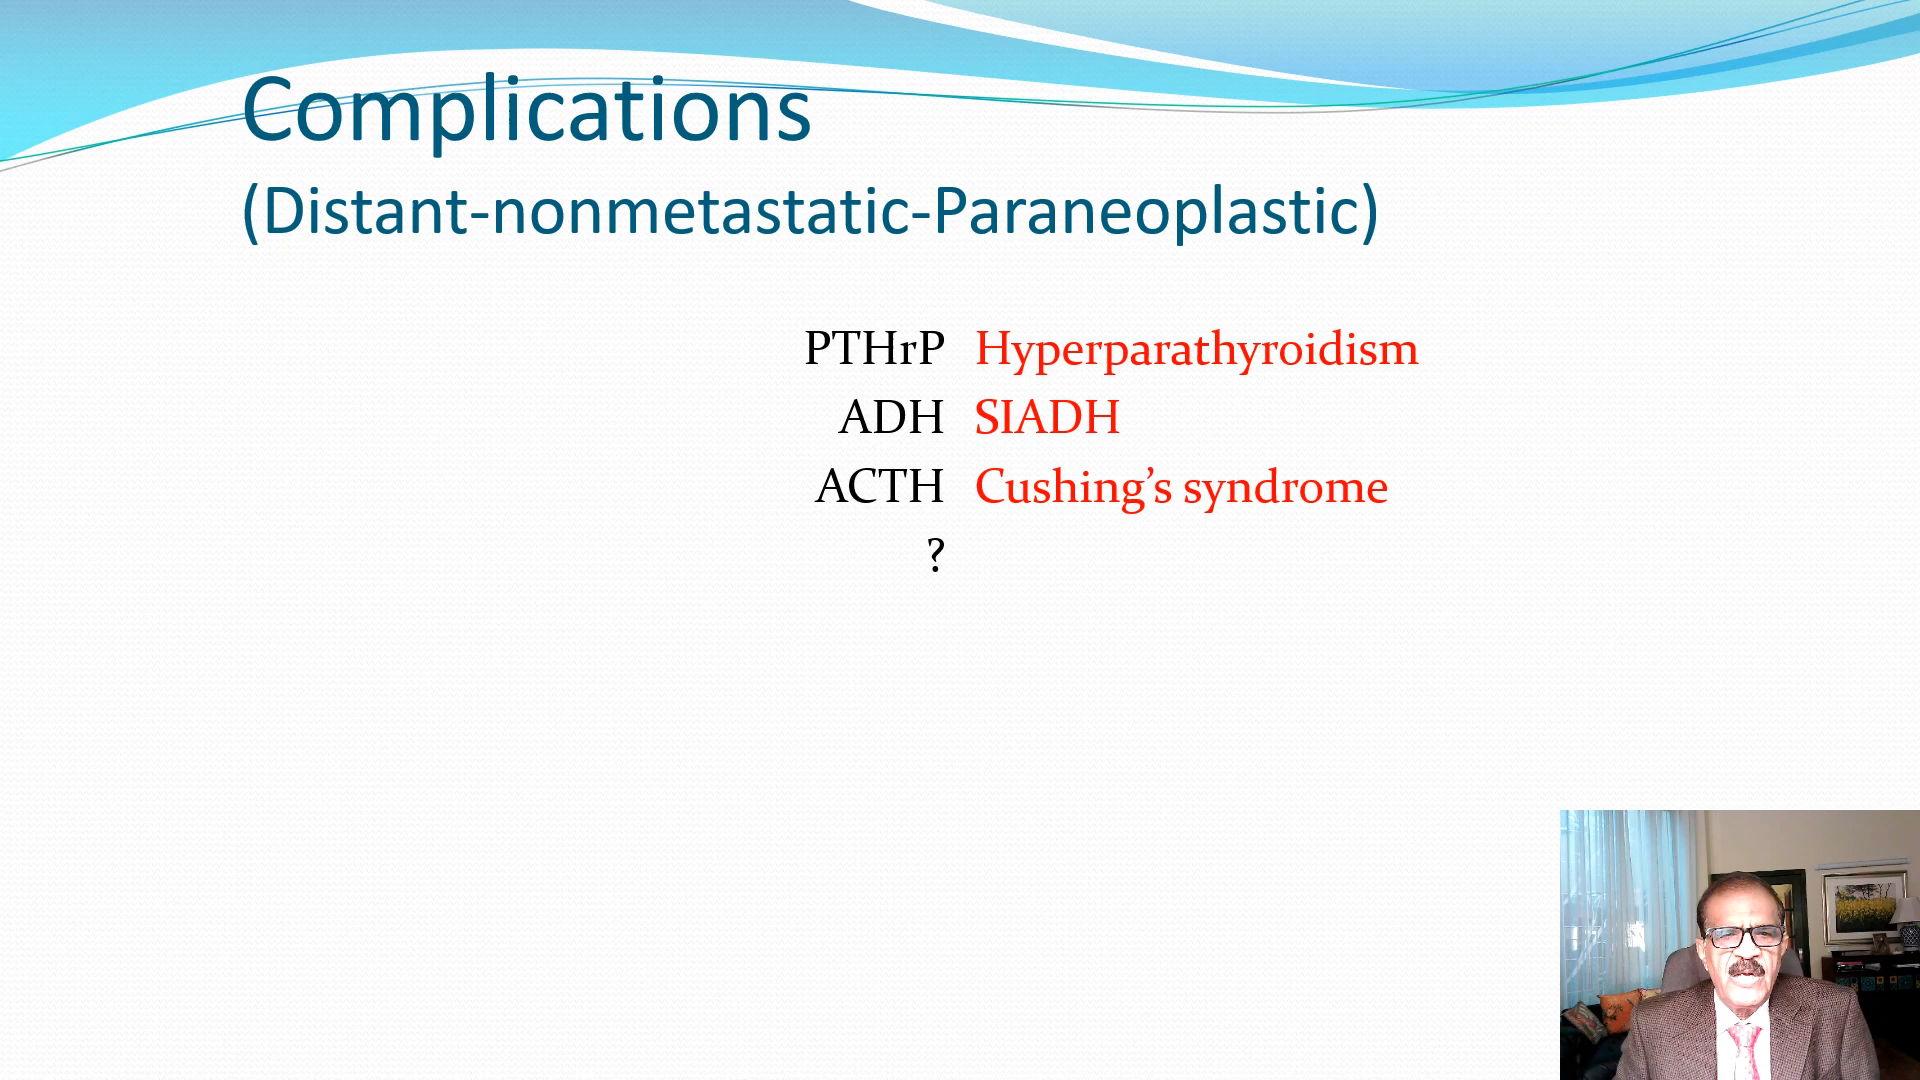 Complications
(Distant-nonmetastatic-Paraneoplastic)
PTHrP Hyperparathyroidism
ADH SIADH
ACTH Cushing’s syndrome
?